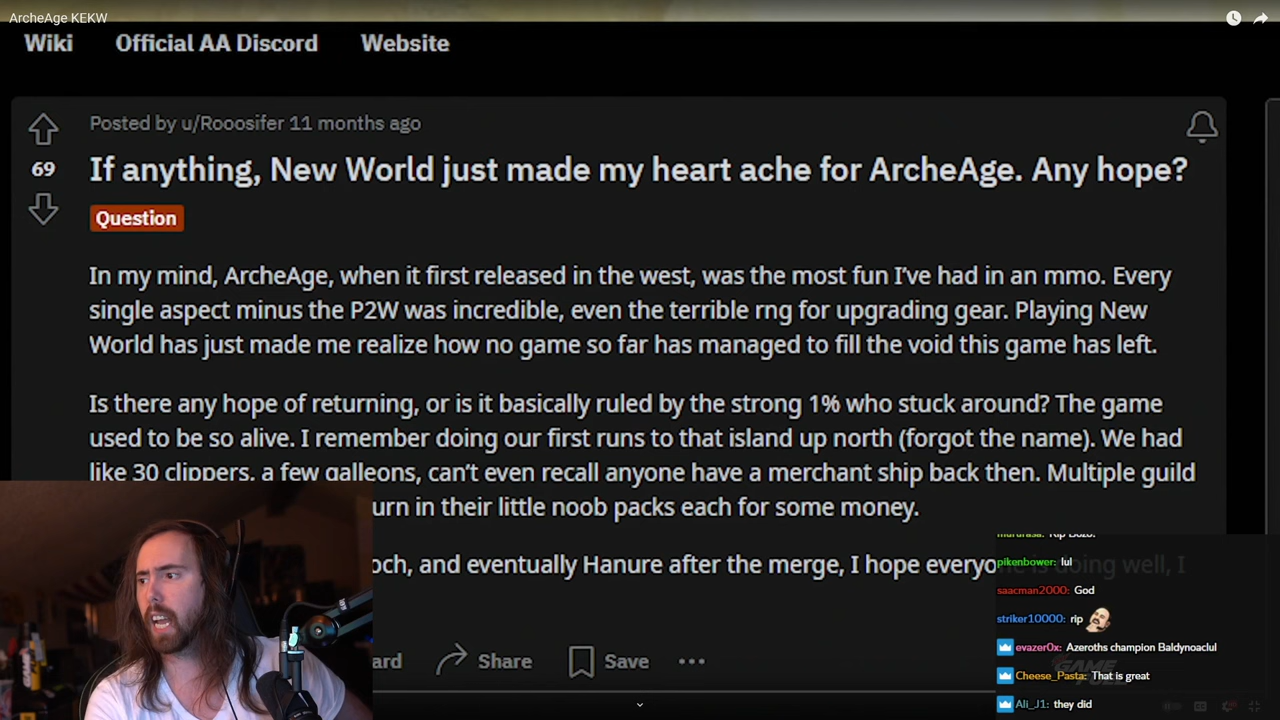 ArcheAge KEKW
Wiki Official AA Discord Website
Posted by u/Rooosifer 11 months ago
69
If anything, New World just made my heart ache for ArcheAge. Any hope?
Question
In my mind, ArcheAge, when it first released in the west, was the most fun I've had in an mmo. Every
single aspect minus the P2W was incredible, even the terrible rng for upgrading gear. Playing New
World has just made me realize how no game so far has managed to fill the void this game has left.
Is there any hope of returning, or is it basically ruled by the strong 1% who stuck around? The game
used to be so alive. I remember doing our first runs to that island up north (forgot the name). We had
like 30 clippers, a few galleons, can't even recall anyone have a merchant ship back then. Multiple guild
urn in their little noob packs each for some money.
och, and eventually Hanure after the merge, I hope everyone is doing well, I
ard Share Save
pikenbower: lul
saacman2000: God
striker10000: rip
evazer0x: Azeroths champion Baldynoaclul
Cheese_Pasta: That is great
Ali_J1: they did